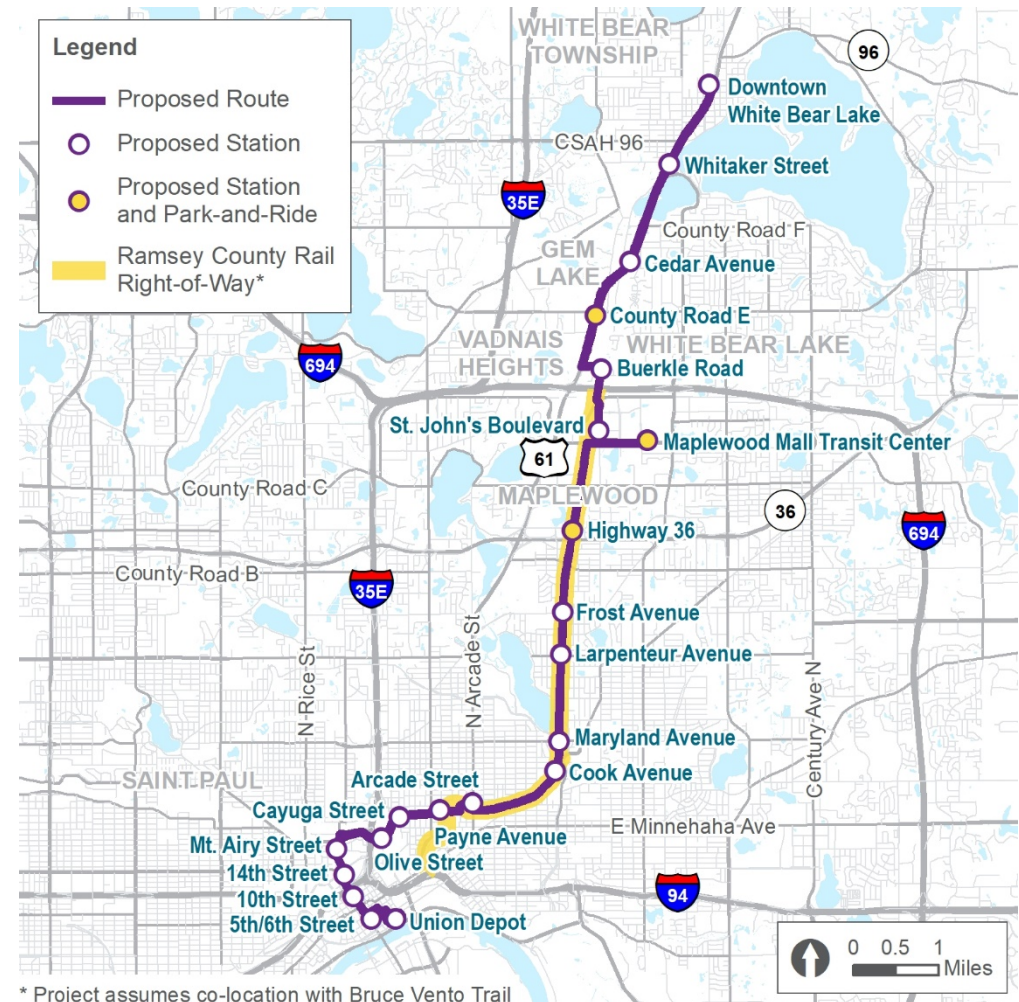 Legend
Proposed Route
Proposed Station
Proposed Station
and Park-and-Ride
Ramsey County Rail
Right-of-Way*
WHITE BEAR
TOWNSHIP
96
Downtown
White Bear Lake
CSAH 96
Whitaker Street
35E
County Road F
GEM
LAKE
Cedar Avenue
County Road E
VADNAIS
HEIGHTS
WHITE BEAR LAKE
694
Buerkle Road
St. John's Boulevard
Maplewood Mall Transit Center
61
County Road C
MAPLEWOOD
36
694
Highway 36
County Road B
35E
Frost Avenue
N Rice St
N Arcade St
Larpenteur Avenue
Century Ave N
Maryland Avenue
SAINT PAUL
Cook Avenue
Arcade Street
Cayuga Street
E Minnehaha Ave
Payne Avenue
Mt. Airy Street
Olive Street
14th Street
94
10th Street
5th/6th Street
Union Depot
0 0.5 1
Miles
* Project assumes co-location with Bruce Vento Trail